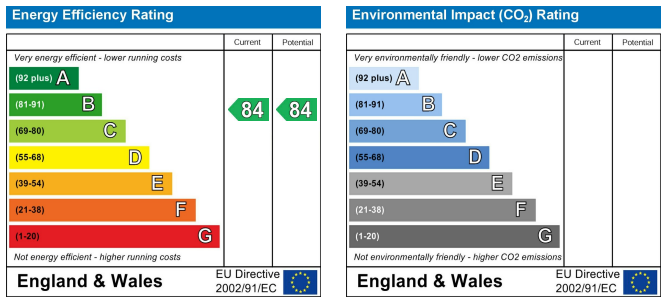 Energy Efficiency Rating
Current Potential
Very energy efficient - lower running costs
(92 plus) A
(81-91) B
84 84
(69-80) C
(55-68) D
(39-54) E
(21-38) F
(1-20) G
Not energy efficient - higher running costs
England & Wales
EU Directive
2002/91/EC
Environmental Impact (CO₂) Rating
Current Potential
Very environmentally friendly - lower CO2 emissions
(92 plus) A
(81-91) B
(69-80) C
(55-68) D
(39-54) E
(21-38) F
(1-20) G
Not environmentally friendly - higher CO2 emissions
England & Wales
EU Directive
2002/91/EC